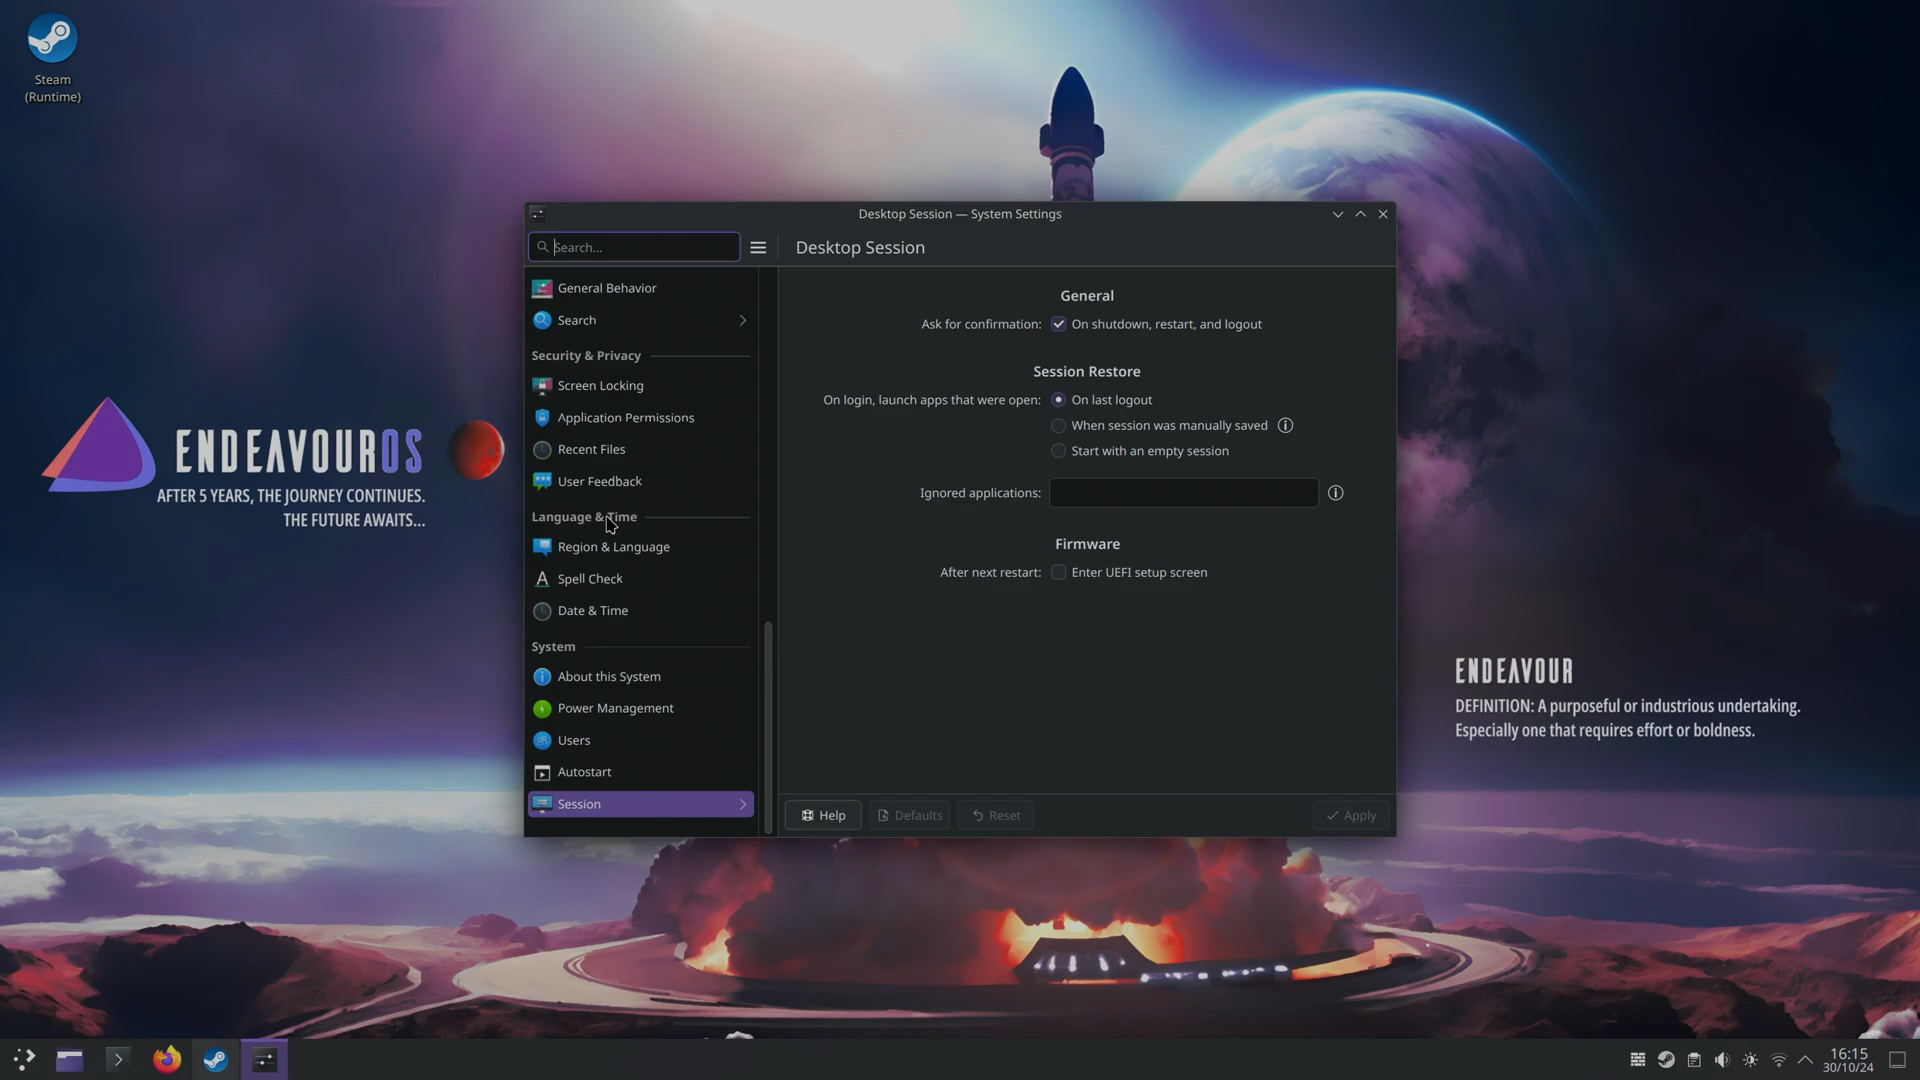 Steam
(Runtime)
ENDEAVOUROS
AFTER 5 YEARS, THE JOURNEY CONTINUES.
THE FUTURE AWAITS...
Desktop Session — System Settings
Search...
Desktop Session
General Behavior
Search
Security & Privacy
Screen Locking
Application Permissions
Recent Files
User Feedback
Language & Time
Region & Language
Spell Check
Date & Time
System
About this System
Power Management
Users
Autostart
Session
General
Ask for confirmation: On shutdown, restart, and logout
Session Restore
On login, launch apps that were open: On last logout
When session was manually saved
Start with an empty session
Ignored applications:
Firmware
After next restart: Enter UEFI setup screen
Help Defaults Reset Apply
ENDEAVOUR
DEFINITION: A purposeful or industrious undertaking.
Especially one that requires effort or boldness.
16:15
30/10/24